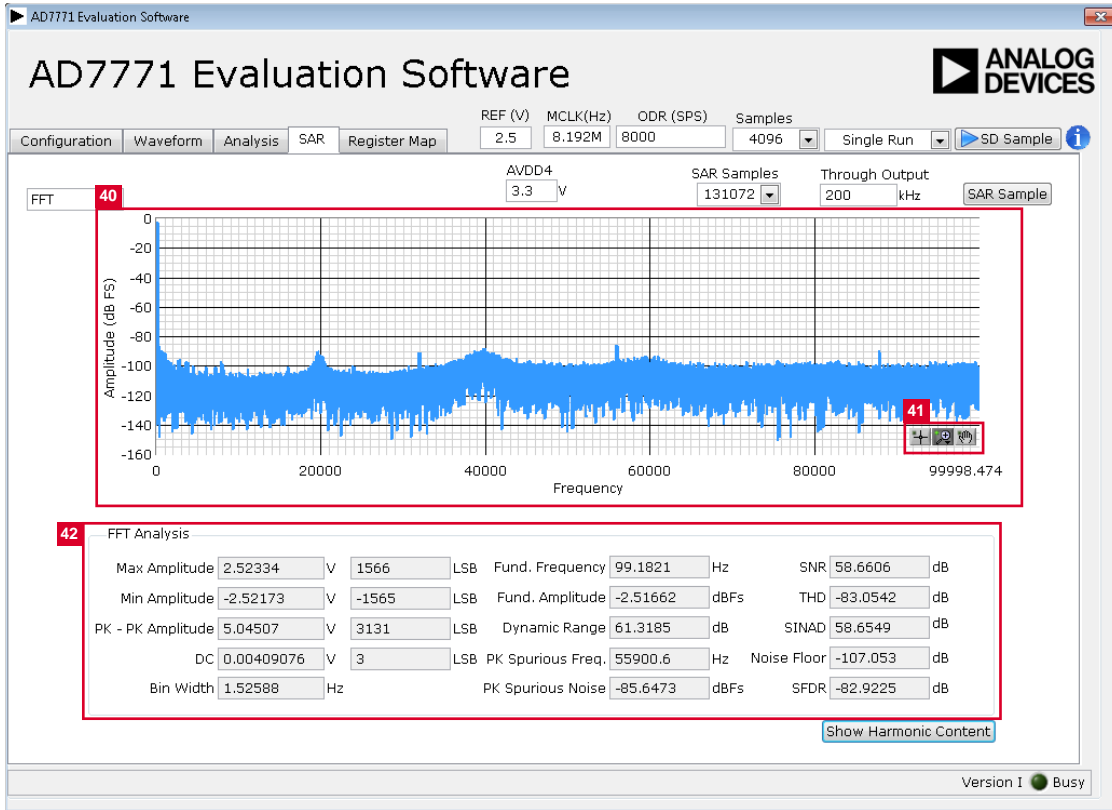 AD7771 Evaluation Software
AD7771 Evaluation Software
ANALOG
DEVICES
REF (V) MCLK(Hz) ODR (SPS) Samples
Configuration Waveform Analysis SAR Register Map 2.5 8.192M 8000 4096 Single Run SD Sample i
AVDD4 SAR Samples Through Output
FFT 3.3 V 131072 200 kHz SAR Sample
40
0
-20
-40
-60
-80
-100
-120
-140
-160
Amplitude (dB FS)
41
0 20000 40000 60000 80000 99998.474
Frequency
42 FFT Analysis
Max Amplitude 2.52334 V 1566 LSB Fund. Frequency 99.1821 Hz SNR 58.6606 dB
Min Amplitude -2.52173 V -1565 LSB Fund. Amplitude -2.51662 dBFs THD -83.0542 dB
PK - PK Amplitude 5.04507 V 3131 LSB Dynamic Range 61.3185 dB SINAD 58.6549 dB
DC 0.00409076 V 3 LSB PK Spurious Freq. 55900.6 Hz Noise Floor -107.053 dB
Bin Width 1.52588 Hz PK Spurious Noise -85.6473 dBFs SFDR -82.9225 dB
Show Harmonic Content
Version I Busy